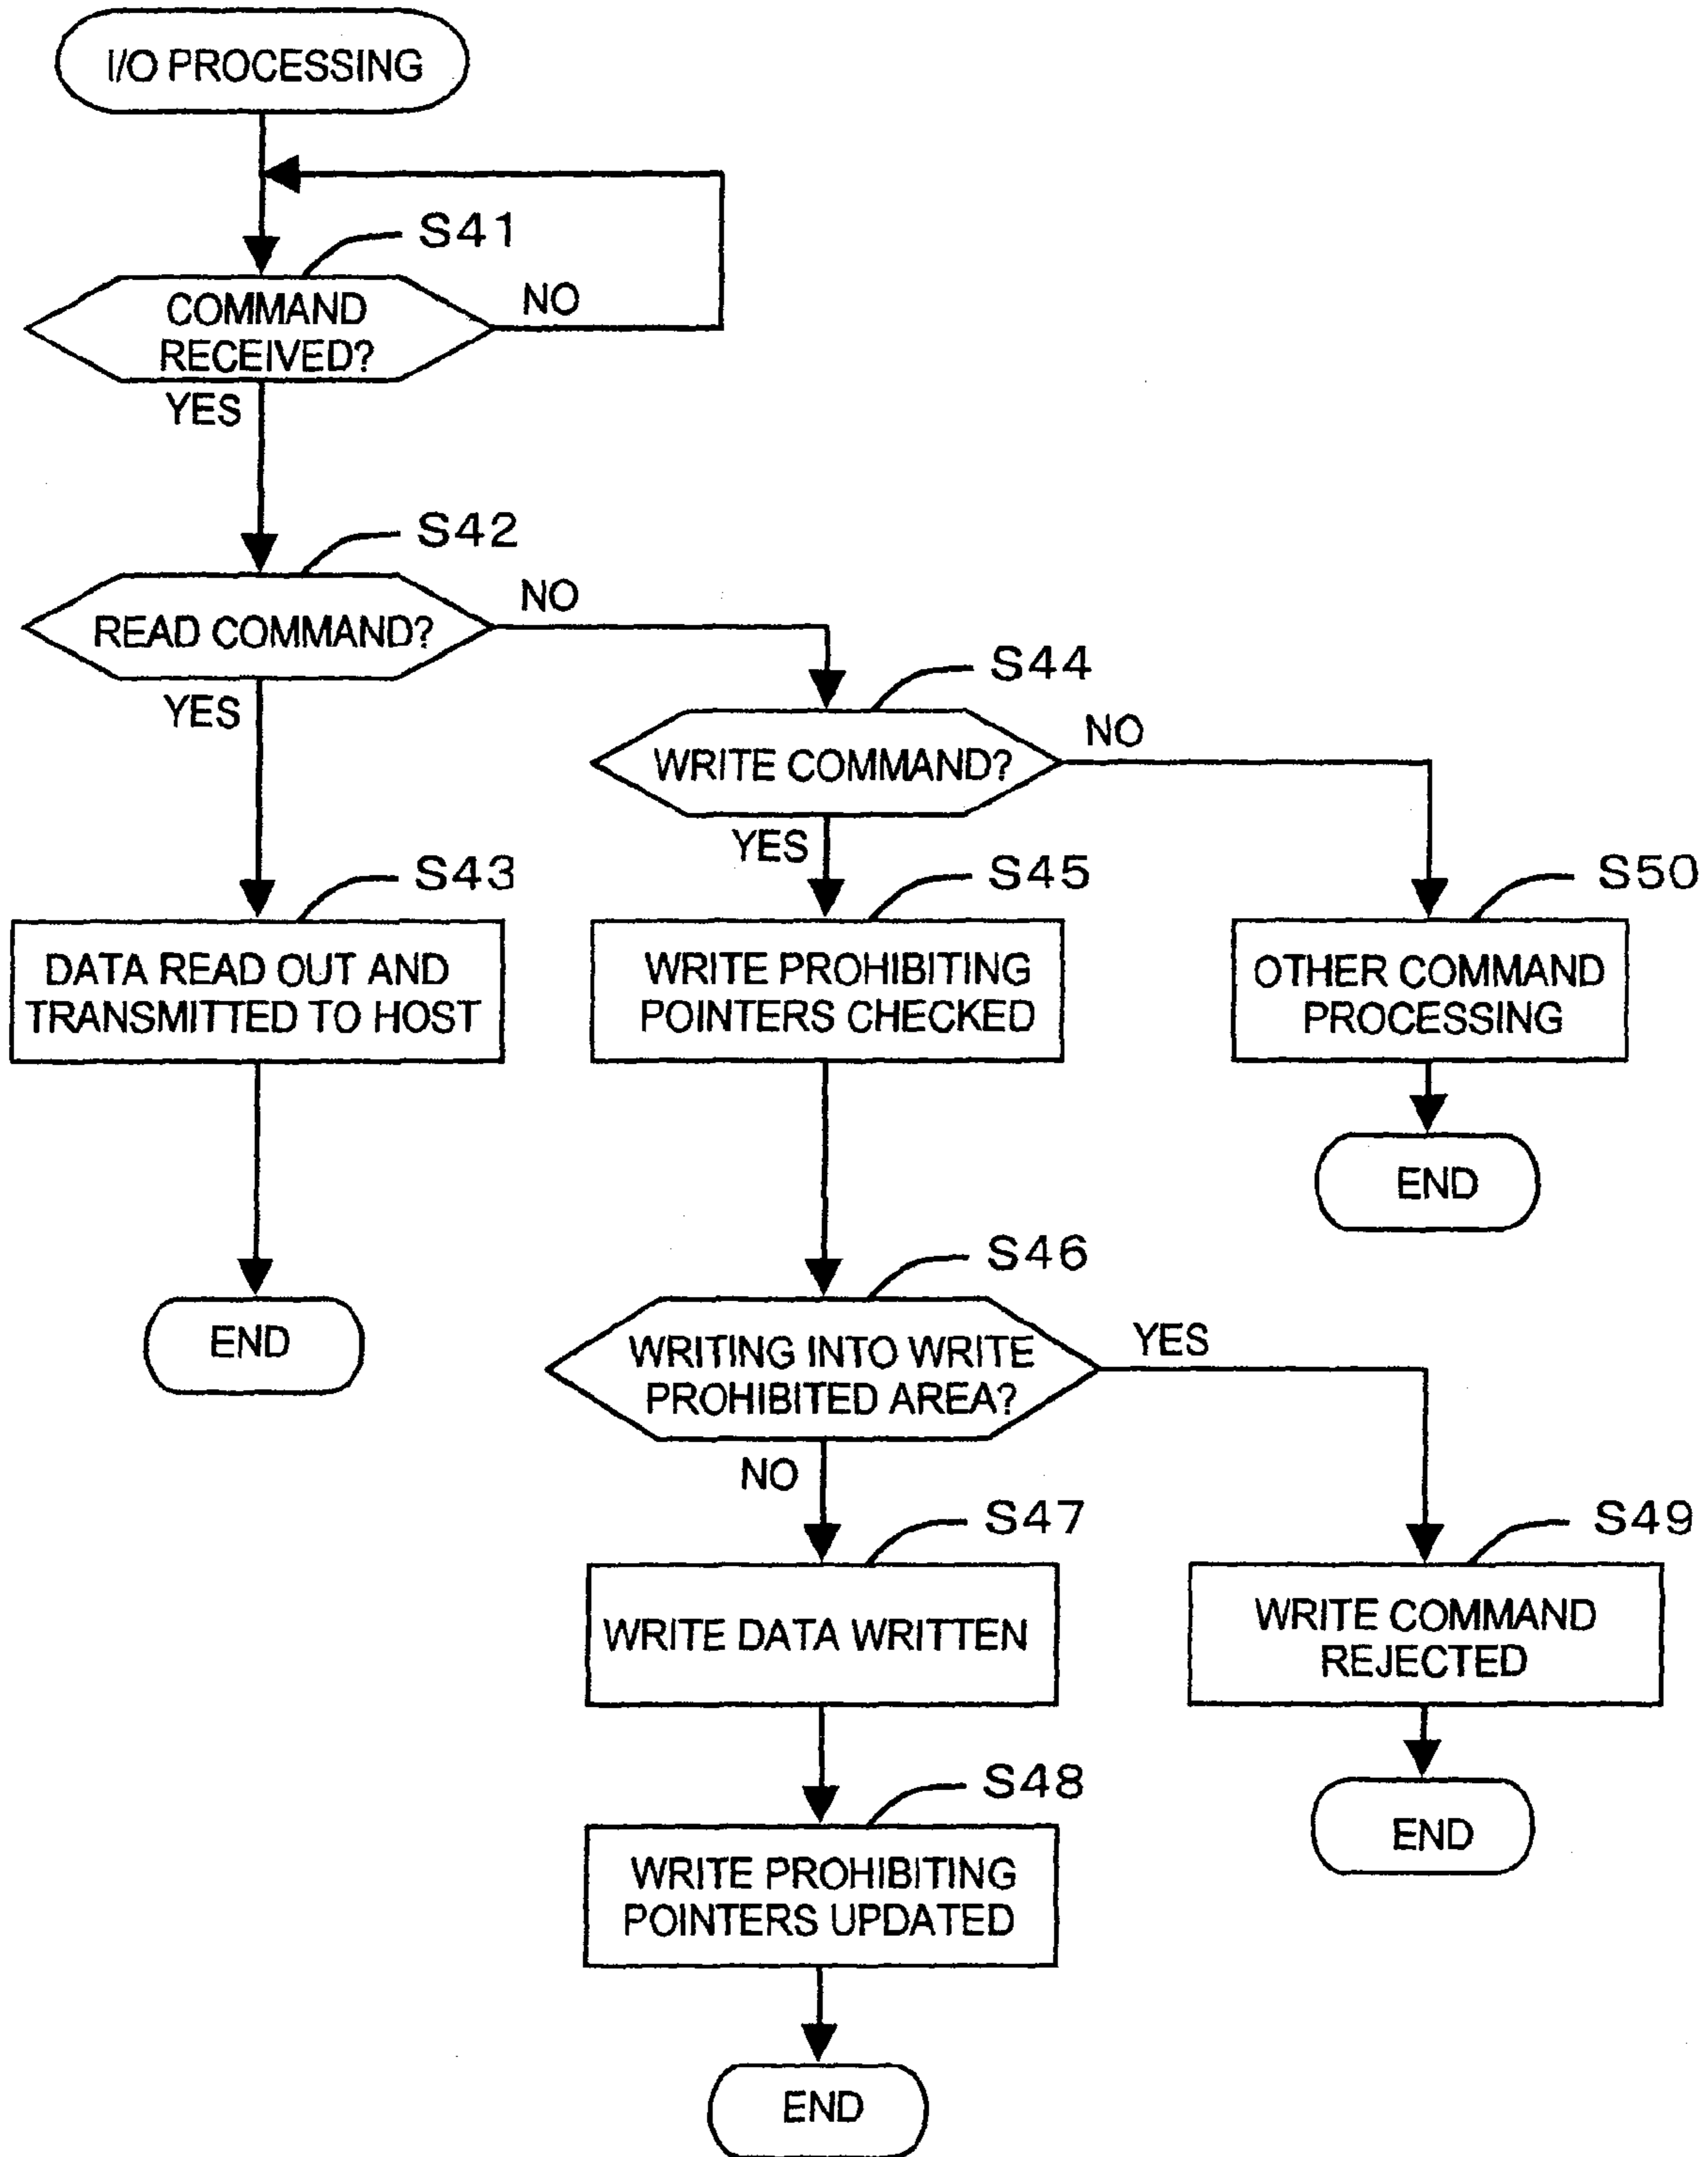 I/O PROCESSING
S41
COMMAND
RECEIVED?
NO
YES
S42
READ COMMAND?
NO
YES
S44
WRITE COMMAND?
NO
YES
S43
DATA READ OUT AND
TRANSMITTED TO HOST
S45
WRITE PROHIBITING
POINTERS CHECKED
S50
OTHER COMMAND
PROCESSING
END
END
S46
WRITING INTO WRITE
PROHIBITED AREA?
YES
NO
S47
WRITE DATA WRITTEN
S49
WRITE COMMAND
REJECTED
S48
WRITE PROHIBITING
POINTERS UPDATED
END
END